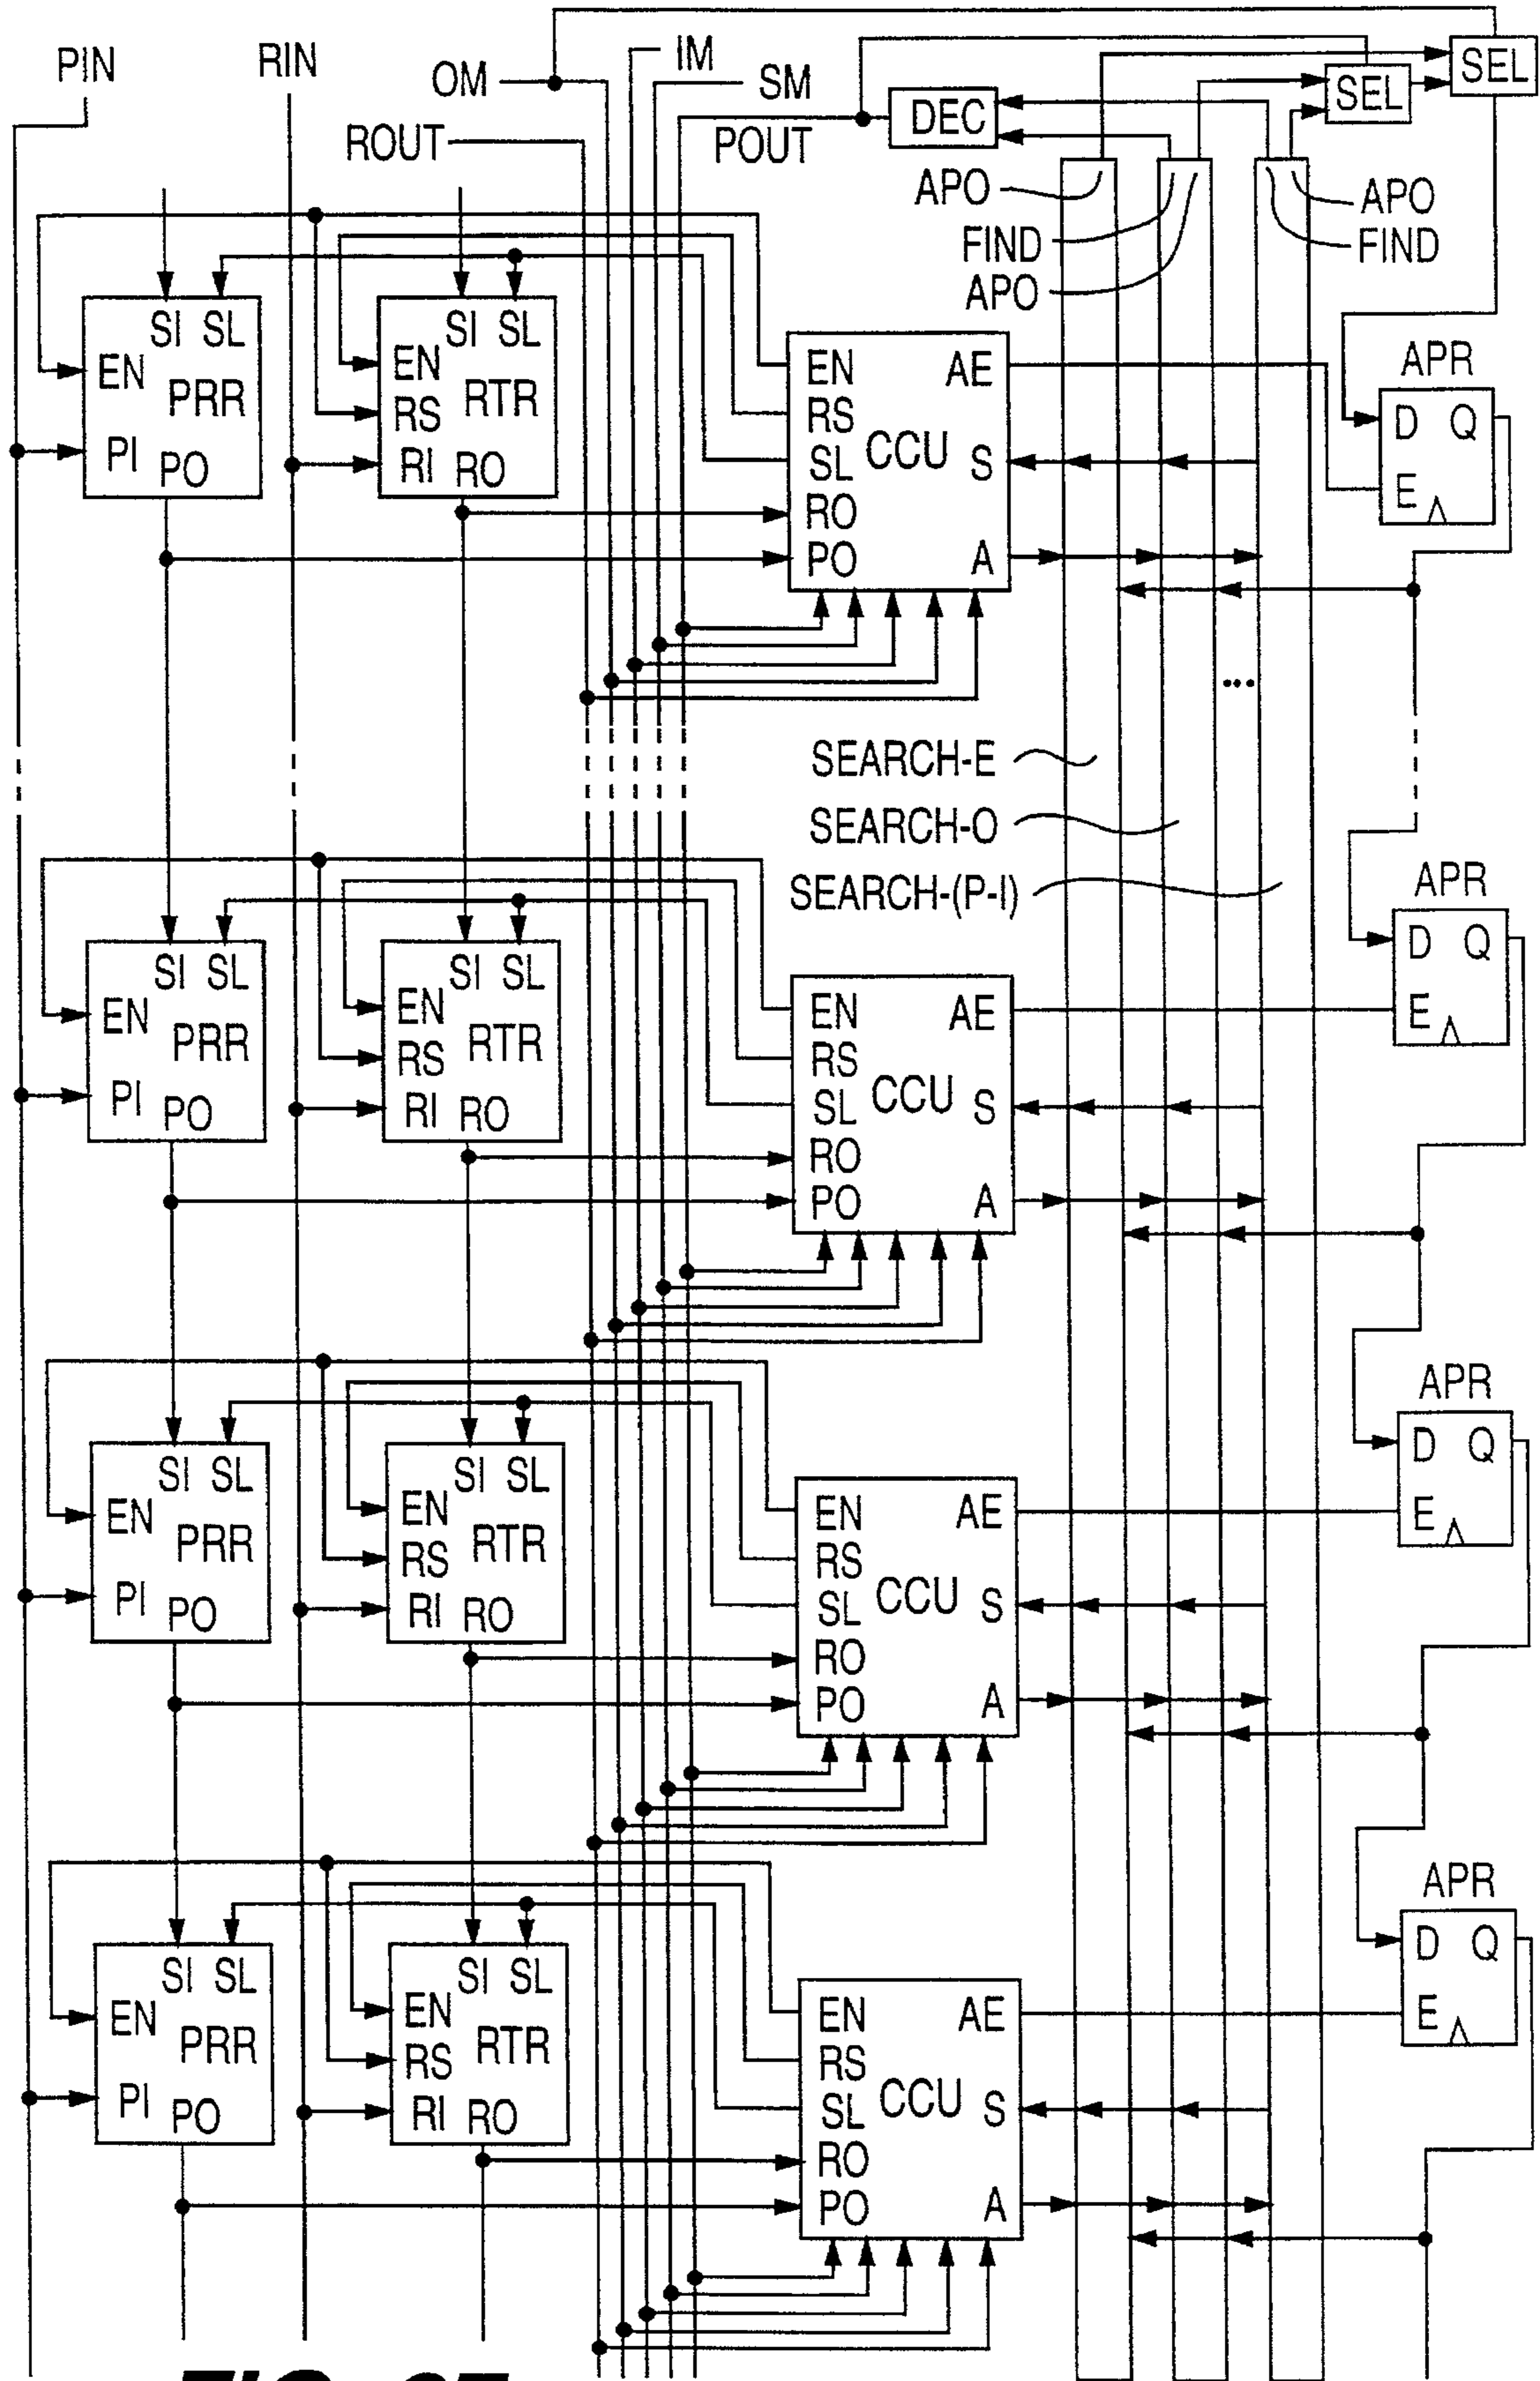 PIN
RIN
OM
IM
SM
SEL
SEL
DEC
ROUT
POUT
APO
APO
FIND
FIND
APO
SI SL
EN
PRR
PI
PO
SI SL
EN
RS
RTR
RI
RO
EN
RS
SL
RO
PO
CCU
AE
S
A
APR
D Q
E
...
SEARCH-E
SEARCH-O
SEARCH-(P-I)
SI SL
EN
PRR
PI
PO
SI SL
EN
RS
RTR
RI
RO
EN
RS
SL
RO
PO
CCU
AE
S
A
APR
D Q
E
SI SL
EN
PRR
PI
PO
SI SL
EN
RS
RTR
RI
RO
EN
RS
SL
RO
PO
CCU
AE
S
A
APR
D Q
E
SI SL
EN
PRR
PI
PO
SI SL
EN
RS
RTR
RI
RO
EN
RS
SL
RO
PO
CCU
AE
S
A
APR
D Q
E